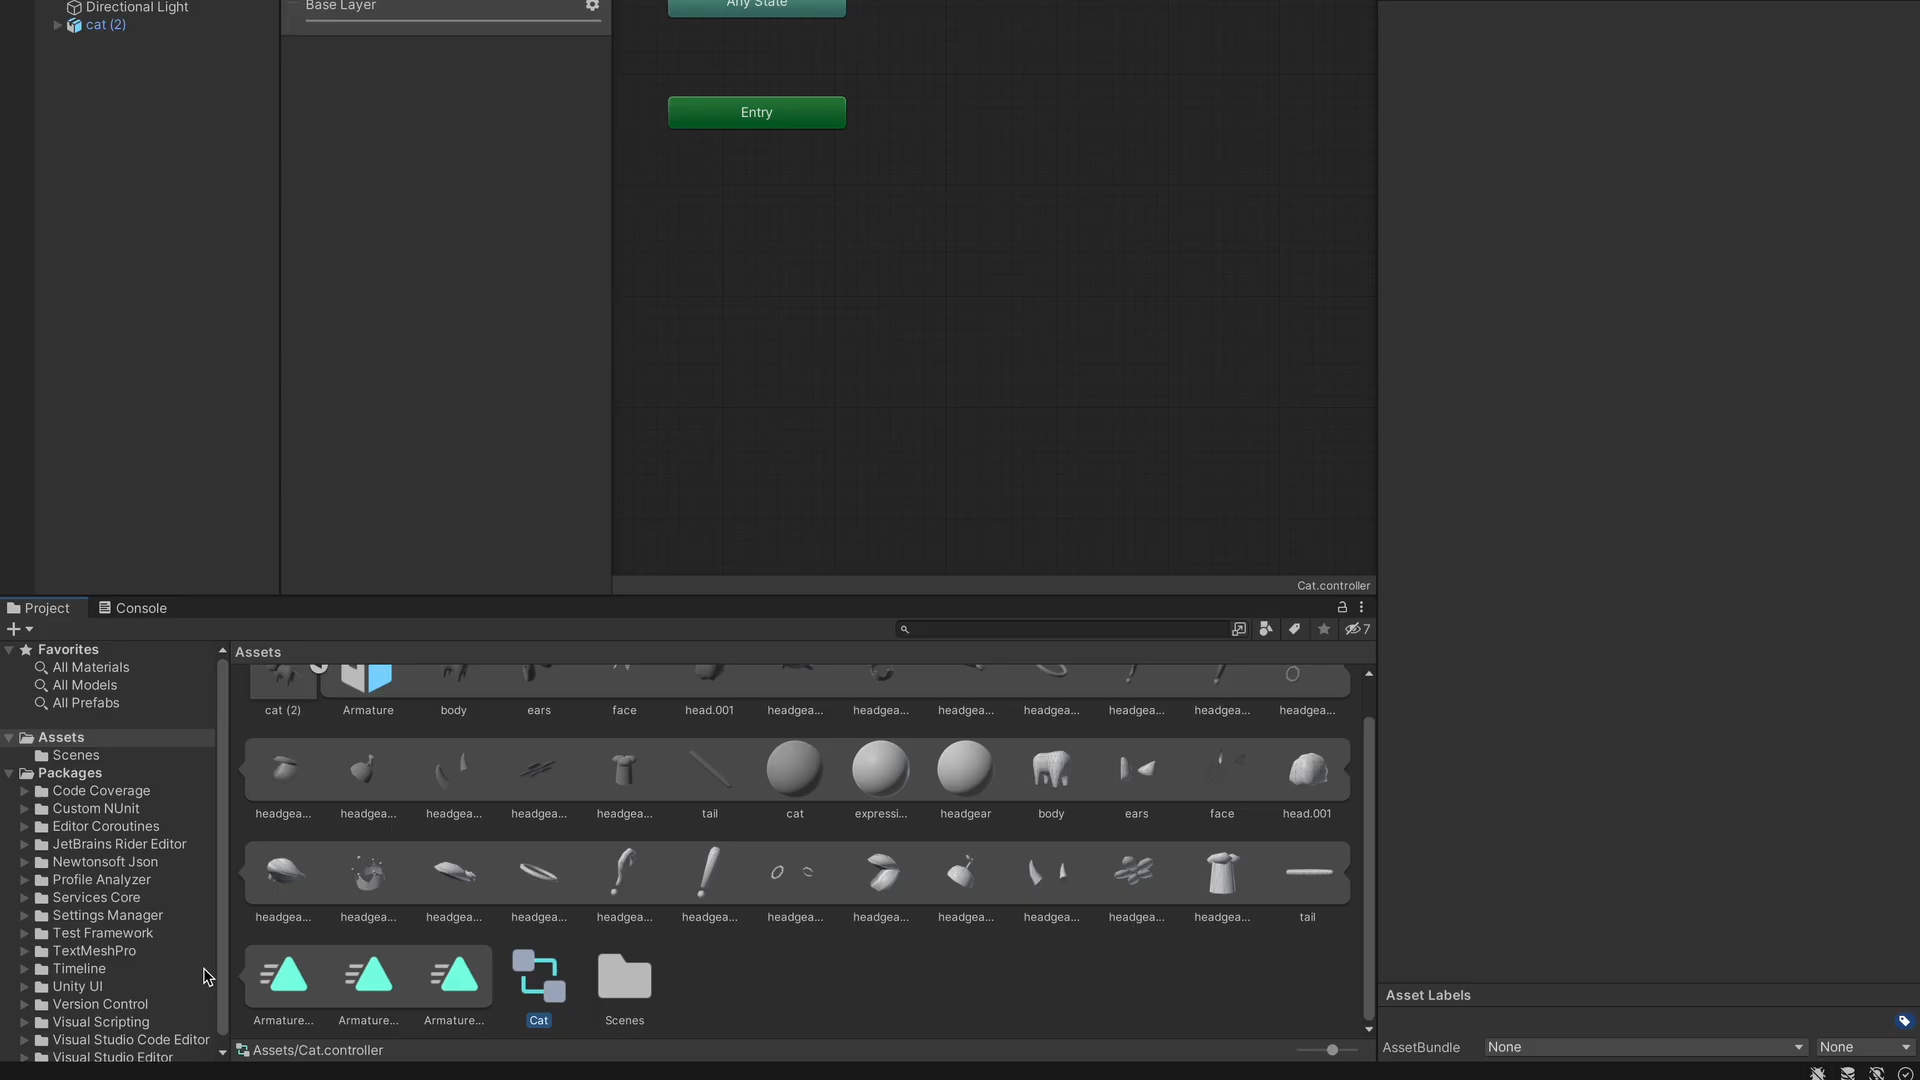 Directional Light
cat (2)
Base Layer
Any State
Entry
Cat.controller
Project
Console
7
Favorites
All Materials
All Models
All Prefabs
Assets
Scenes
Packages
Code Coverage
Custom NUnit
Editor Coroutines
JetBrains Rider Editor
Newtonsoft Json
Profile Analyzer
Services Core
Settings Manager
Test Framework
TextMeshPro
Timeline
Unity UI
Version Control
Visual Scripting
Visual Studio Code Editor
Visual Studio Editor
Assets
cat (2) Armature body ears face head.001 headgea... headgea... headgea... headgea... headgea... headgea... headgea...
headgea... headgea... headgea... headgea... headgea... tail cat expressi... headgear body ears face head.001
headgea... headgea... headgea... headgea... headgea... headgea... headgea... headgea... headgea... headgea... headgea... headgea... tail
Armature... Armature... Armature... Cat Scenes
Assets/Cat.controller
Asset Labels
AssetBundle None None